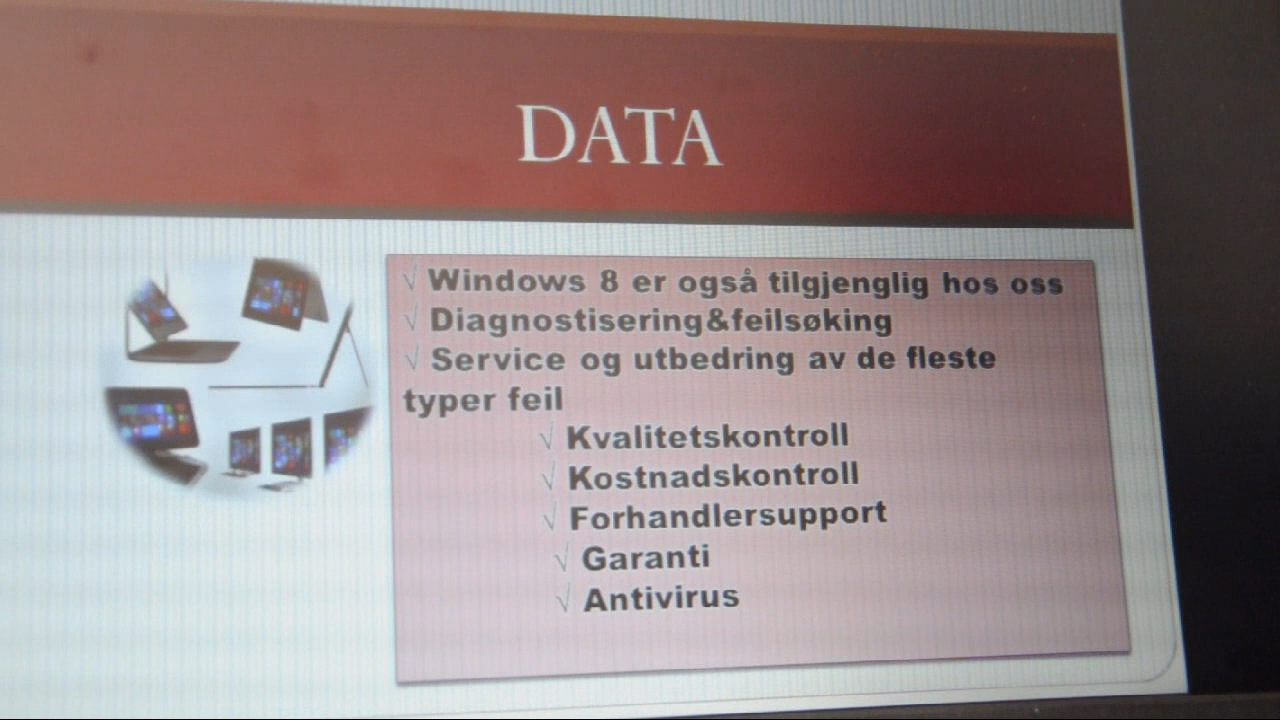 DATA
√ Windows 8 er også tilgjenglig hos oss
√ Diagnostisering&feilsøking
√ Service og utbedring av de fleste
typer feil
√ Kvalitetskontroll
√ Kostnadskontroll
√ Forhandlersupport
√ Garanti
√ Antivirus